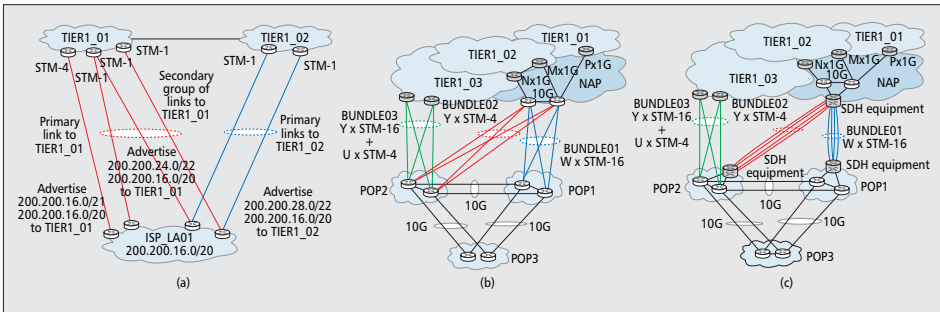 TIER1_01
TIER1_02
STM-1
STM-4
STM-1
STM-1
STM-1
STM-1
Secondary
group of
links to
TIER1_01
Primary
link to
TIER1_01
Primary
links to
TIER1_02
Advertise
200.200.24.0/22
200.200.16.0/20
to TIER1_01
Advertise
200.200.16.0/21
200.200.16.0/20
to TIER1_01
Advertise
200.200.28.0/22
200.200.16.0/20
to TIER1_02
ISP_LA01
200.200.16.0/20
(a)
TIER1_01
TIER1_02
TIER1_03
Nx1G
Mx1G
Px1G
10G
NAP
BUNDLE03
Y x STM-16
+
U x STM-4
BUNDLE02
Y x STM-4
BUNDLE01
W x STM-16
POP2
POP1
10G
10G
10G
POP3
(b)
TIER1_01
TIER1_02
TIER1_03
Nx1G
Mx1G
Px1G
10G
NAP
SDH equipment
BUNDLE03
Y x STM-16
+
U x STM-4
BUNDLE02
Y x STM-4
BUNDLE01
W x STM-16
SDH
equipment
SDH equipment
POP2
POP1
10G
10G
10G
POP3
(c)